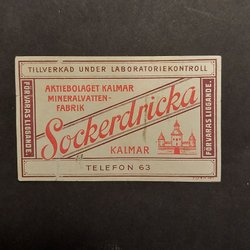 TILLVERKAD UNDER LABORATORIEKONTROLL
FÖRVARAS LIGGANDE.
AKTIEBOLAGET KALMAR
MINERALVATTEN-
FABRIK
Sockerdricka
KALMAR
FÖRVARAS LIGGANDE.
TELEFON 63